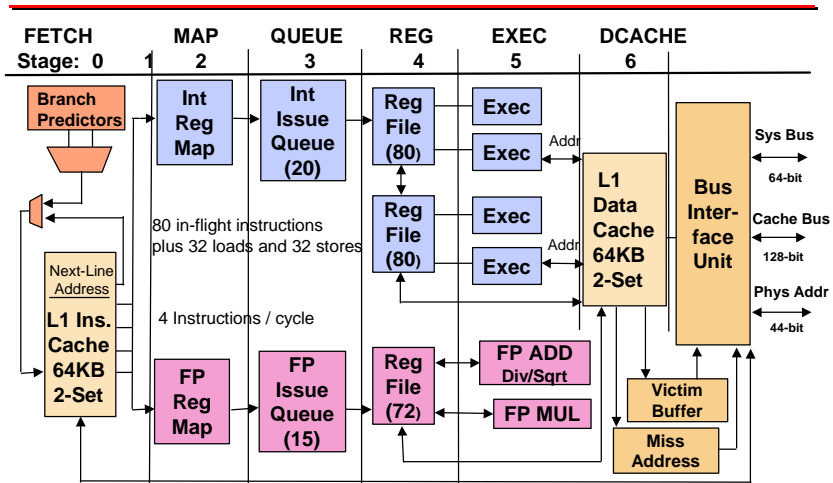 FETCH MAP QUEUE REG EXEC DCACHE
Stage: 0 1 2 3 4 5 6
Branch
Predictors
Int
Reg
Map
Int
Issue
Queue
(20)
Reg
File
(80)
Exec
Exec
Addr
Reg
File
(80)
Exec
Exec
Addr
L1
Data
Cache
64KB
2-Set
Bus
Inter-
face
Unit
Sys Bus
64-bit
Cache Bus
128-bit
Phys Addr
44-bit
80 in-flight instructions
plus 32 loads and 32 stores
Next-Line
Address
L1 Ins.
Cache
64KB
2-Set
4 Instructions / cycle
FP
Reg
Map
FP
Issue
Queue
(15)
Reg
File
(72)
FP ADD
Div/Sqrt
FP MUL
Victim
Buffer
Miss
Address